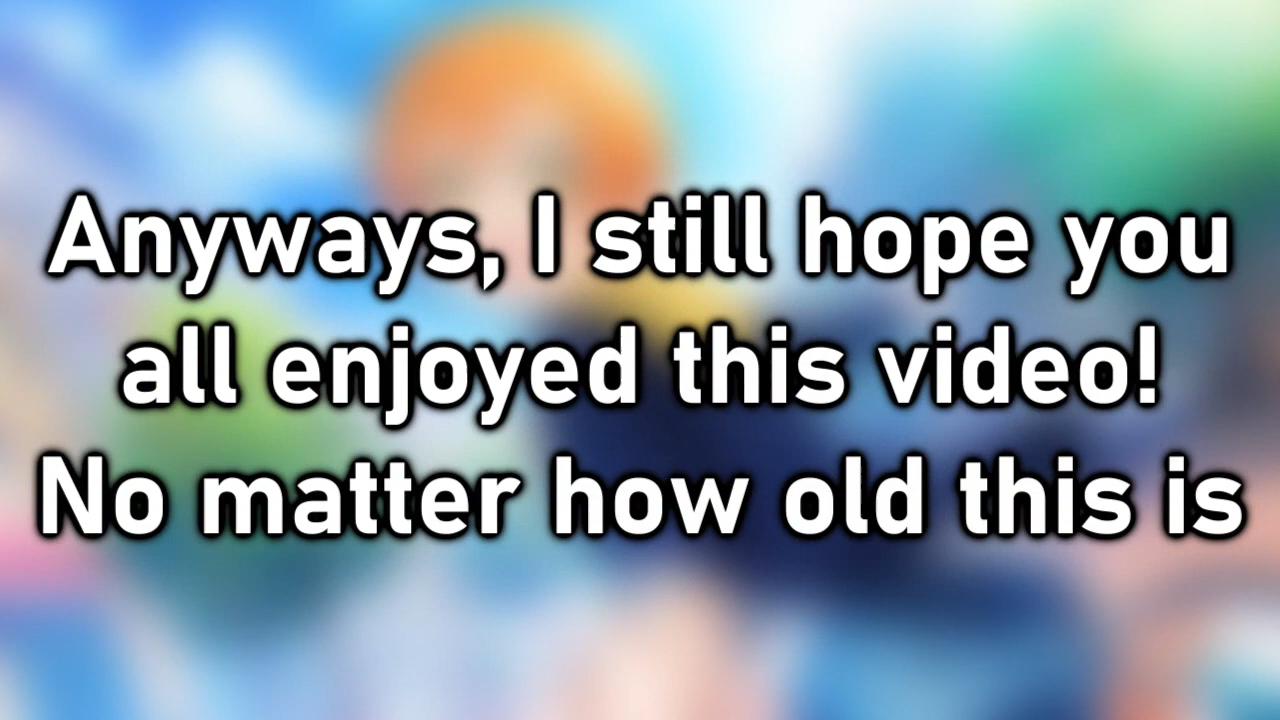 Anyways, I still hope you
all enjoyed this video!
No matter how old this is